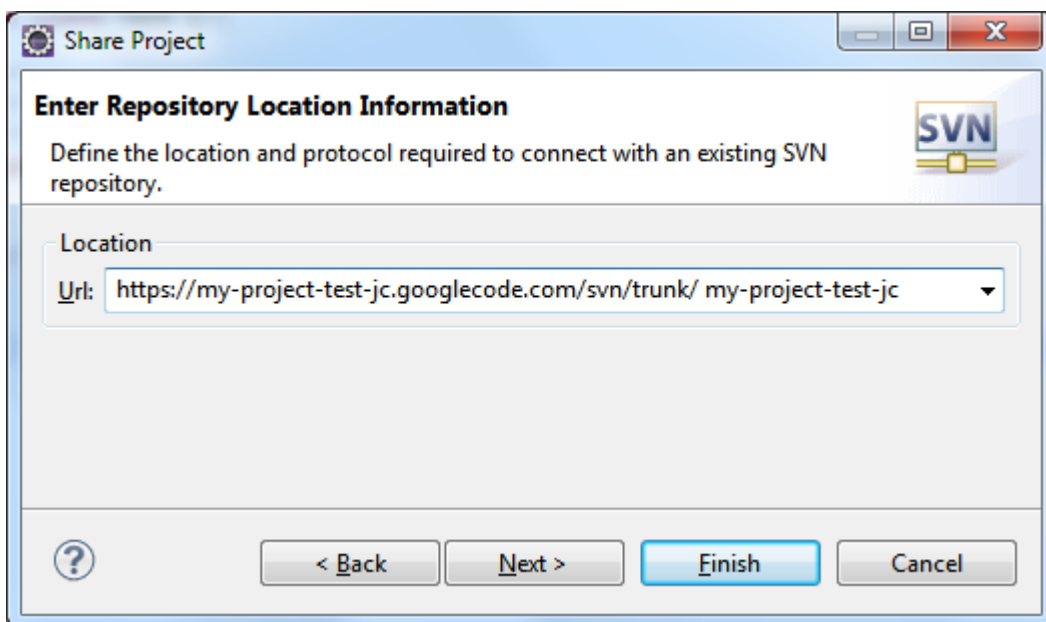 Share Project
Enter Repository Location Information
SVN
Define the location and protocol required to connect with an existing SVN
repository.
Location
Url: https://my-project-test-jc.googlecode.com/svn/trunk/ my-project-test-jc
?
< Back
Next >
Finish
Cancel